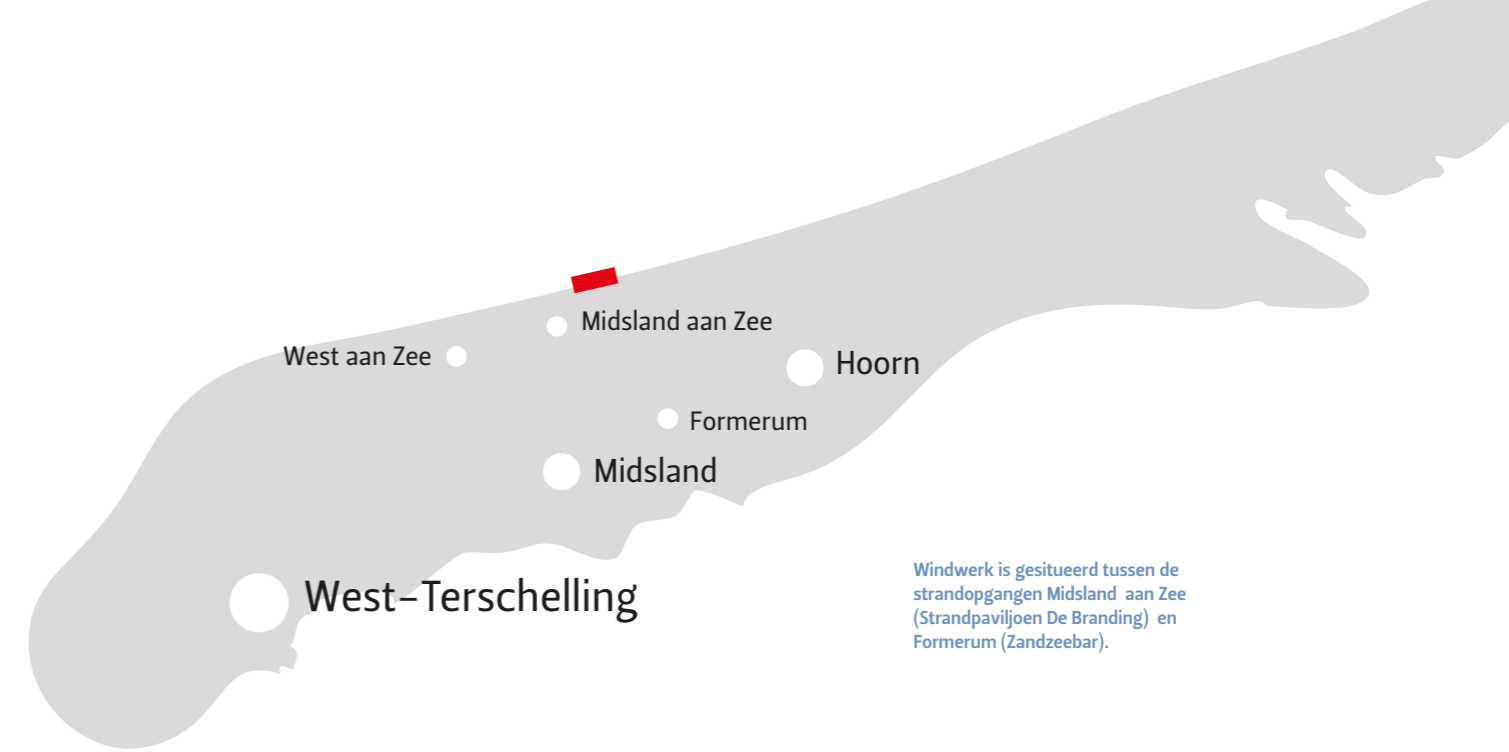 Midsland aan Zee
West aan Zee
Hoorn
Formerum
Midsland
West–Terschelling
Windwerk is gesitueerd tussen de
strandopgangen Midsland  aan Zee
(Strandpaviljoen De Branding)  en
Formerum (Zandzeebar).